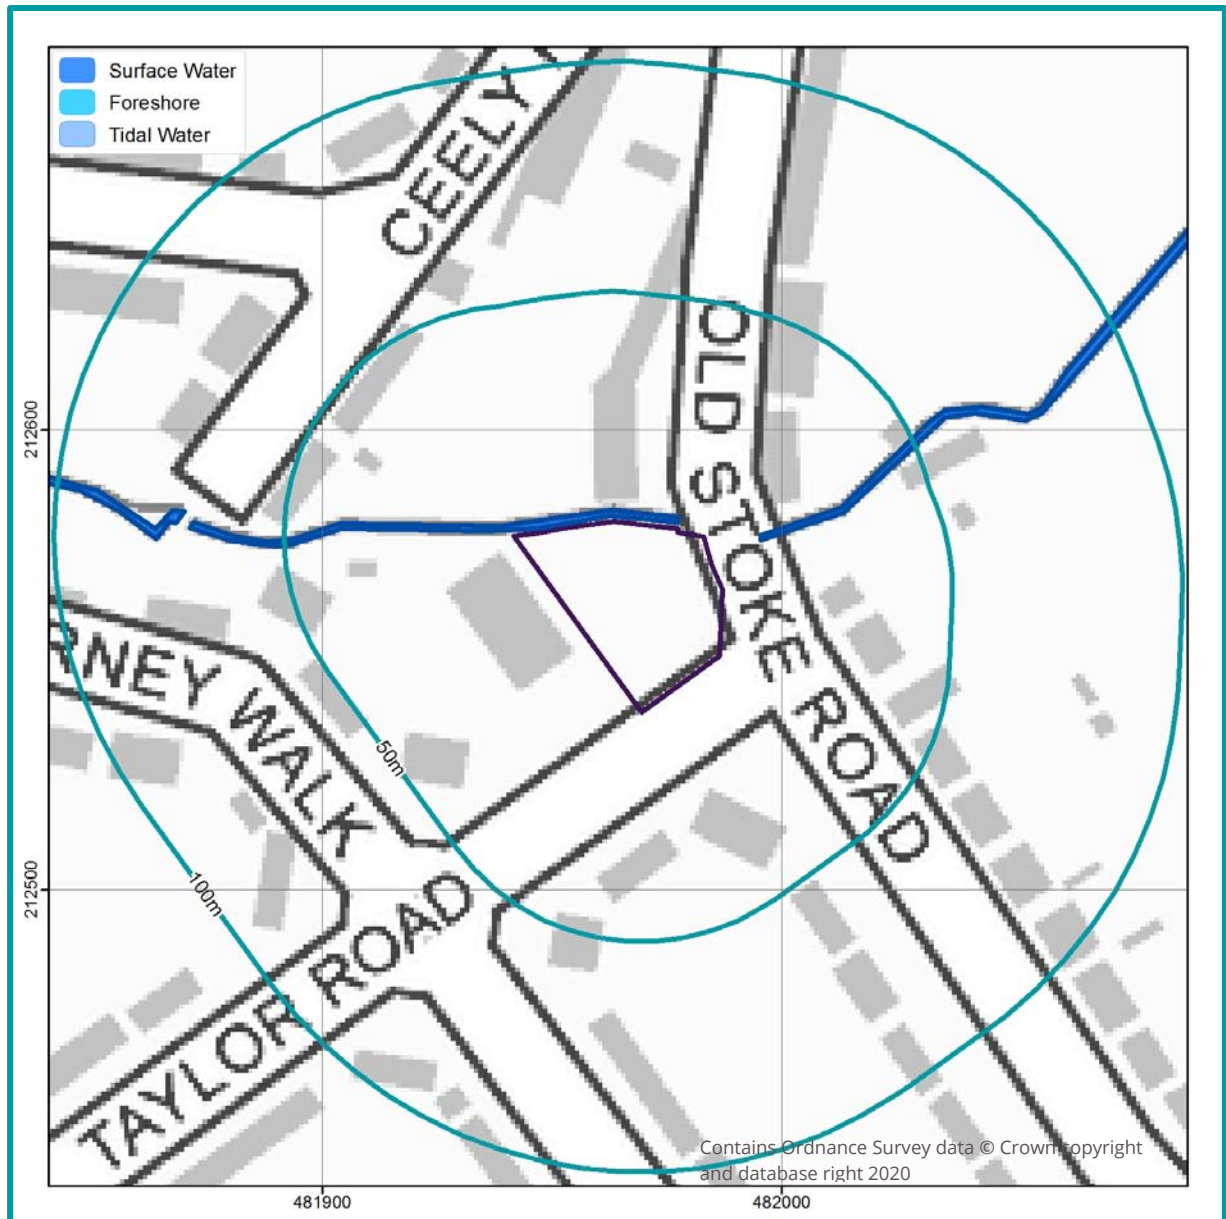 Surface Water
Foreshore
Tidal Water
CEELY
OLD STOKE ROAD
212600
RNEY WALK
50m
100m
212500
TAYLOR ROAD
Contains Ordnance Survey data © Crown copyright
and database right 2020
481900
482000